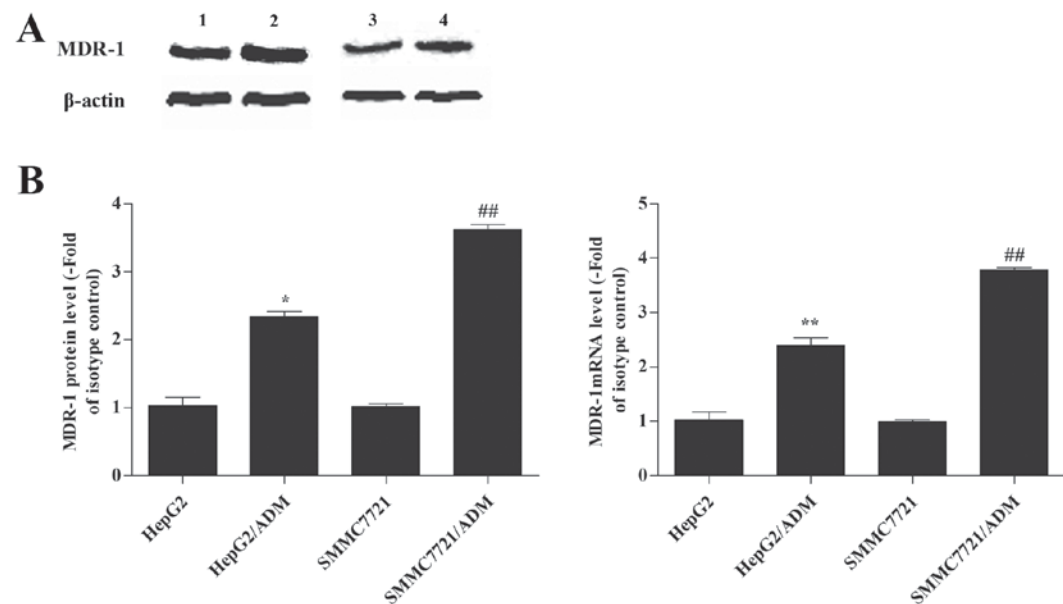 A
1 2 3 4
MDR-1
β-actin
B
MDR-1 protein level (-Fold
of isotype control)
4
3
2
1
0
*
##
HepG2
HepG2/ADM
SMMC7721
SMMC7721/ADM
MDR-1mRNA level (-Fold
of isotype control)
5
4
3
2
1
0
**
##
HepG2
HepG2/ADM
SMMC7721
SMMC7721/ADM